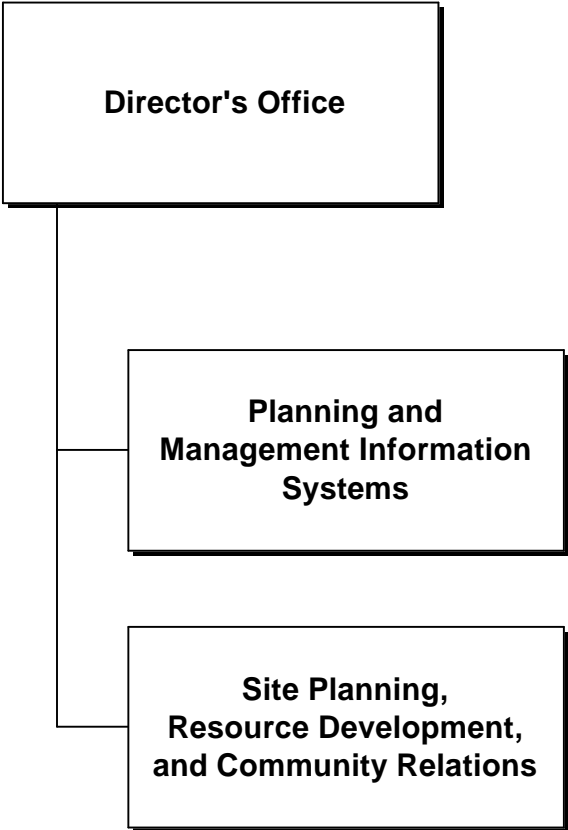 Director's Office
Planning and
Management Information
Systems
Site Planning,
Resource Development,
and Community Relations